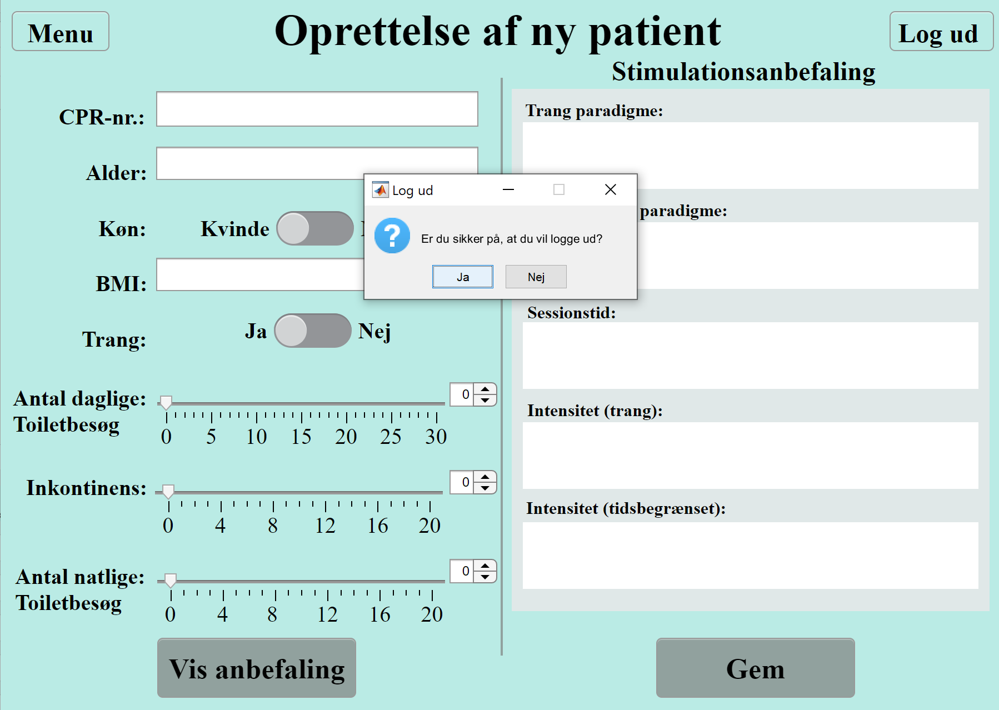 Menu
Oprettelse af ny patient
Log ud
Stimulationsanbefaling
CPR-nr.:
Alder:
Køn:
Kvinde
BMI:
Trang:
Ja
Nej
Antal daglige:
Toiletbesøg
0
0 5 10 15 20 25 30
Inkontinens:
0
0 4 8 12 16 20
Antal natlige:
Toiletbesøg
0
0 4 8 12 16 20
Vis anbefaling
Log ud
Er du sikker på, at du vil logge ud?
Ja
Nej
Trang paradigme:
paradigme:
Sessionstid:
Intensitet (trang):
Intensitet (tidsbegrænset):
Gem